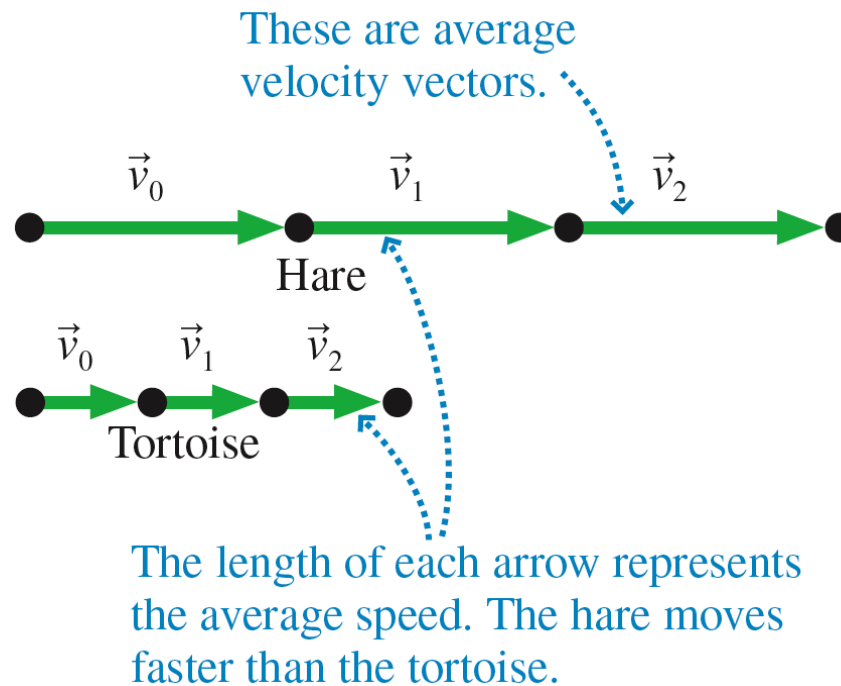 These are average
velocity vectors.
v⃗₀ v⃗₁ v⃗₂
Hare
v⃗₀ v⃗₁ v⃗₂
Tortoise
The length of each arrow represents
the average speed. The hare moves
faster than the tortoise.